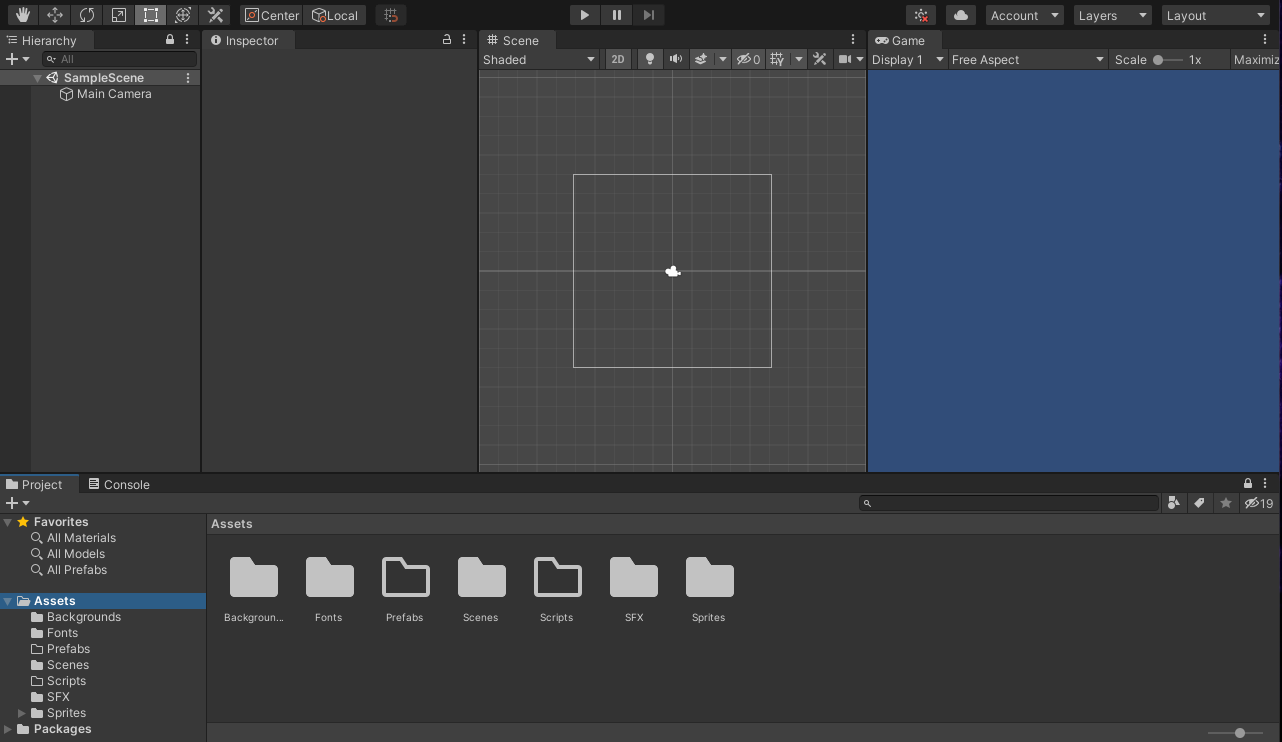 Center Local Account Layers Layout
Hierarchy
All
SampleScene
Main Camera
Inspector
Scene
Shaded 2D 0
Game
Display 1 Free Aspect Scale 1x Maximiz
Project Console
19
Favorites
All Materials
All Models
All Prefabs
Assets
Backgrounds
Fonts
Prefabs
Scenes
Scripts
SFX
Sprites
Packages
Assets
Backgroun... Fonts Prefabs Scenes Scripts SFX Sprites